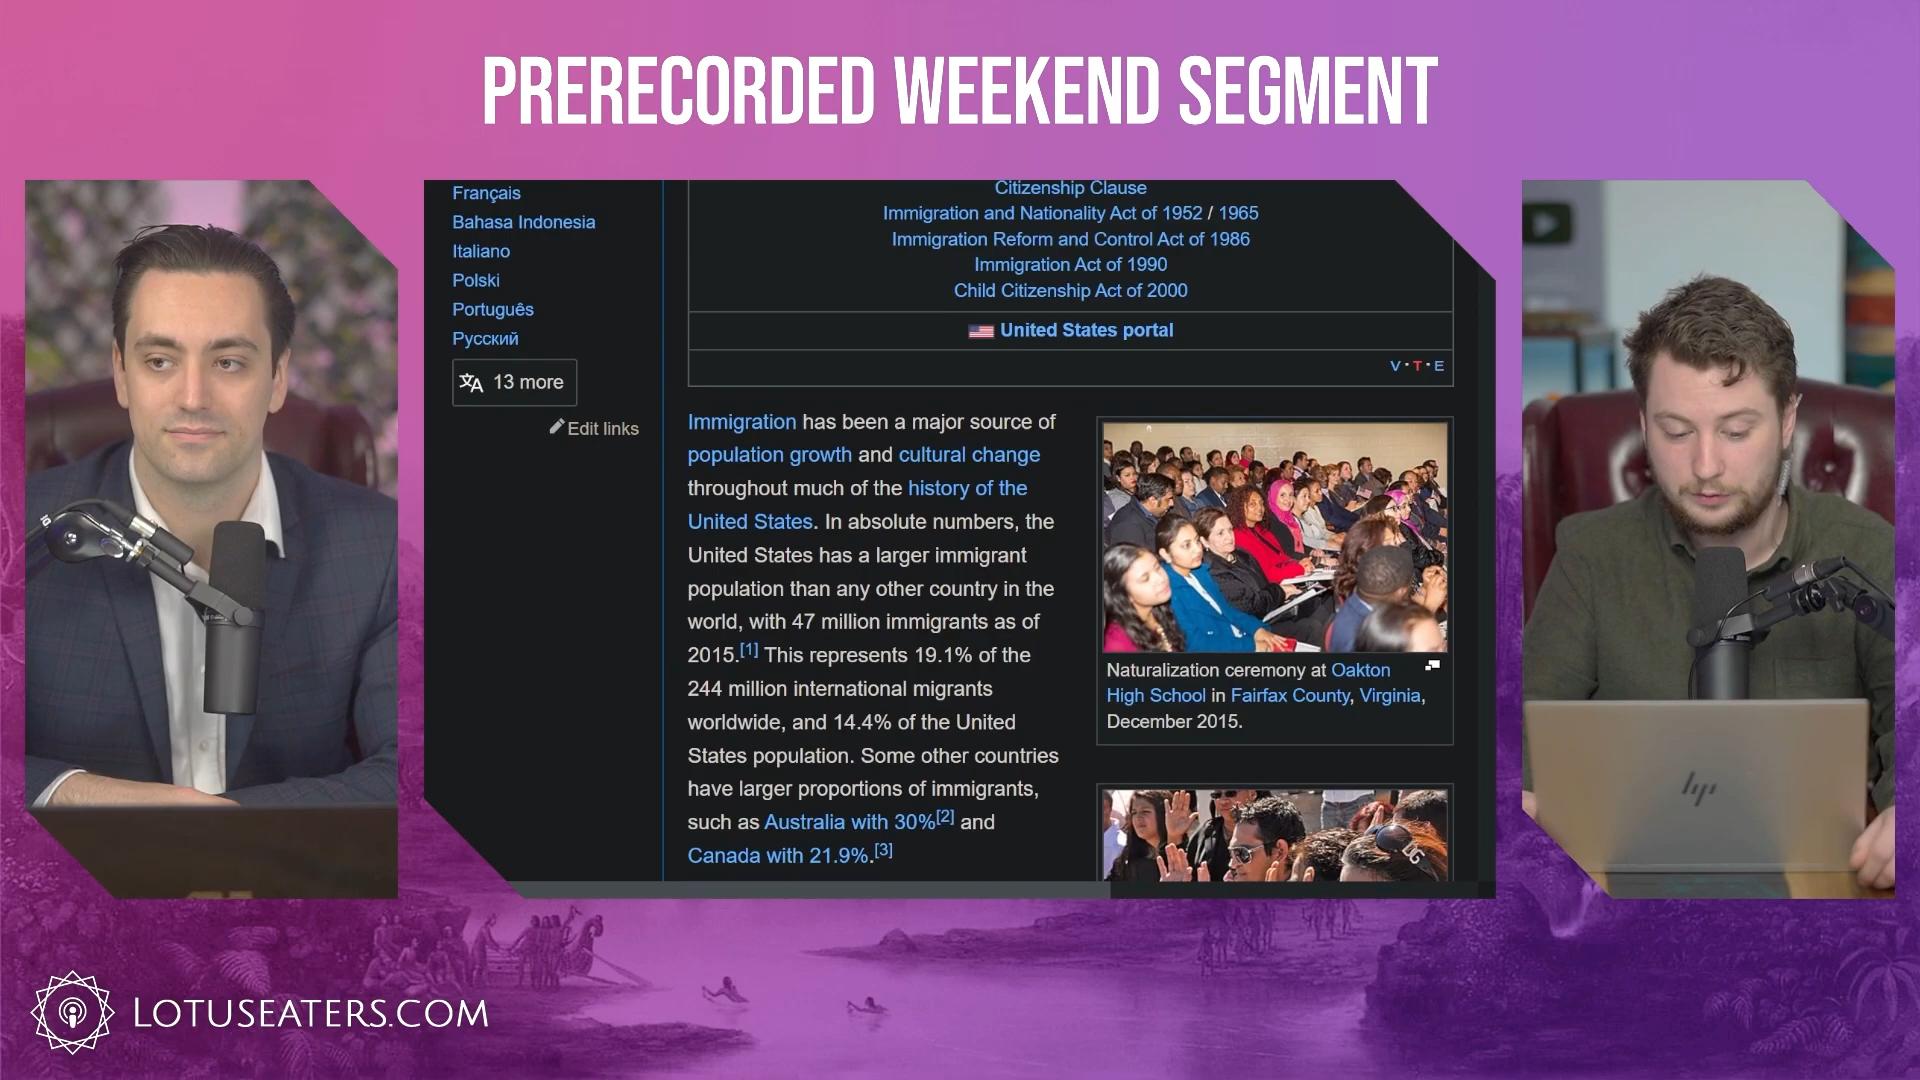 PRERECORDED WEEKEND SEGMENT
Français
Bahasa Indonesia
Italiano
Polski
Português
Русский
13 more
Edit links
Citizenship Clause
Immigration and Nationality Act of 1952 / 1965
Immigration Reform and Control Act of 1986
Immigration Act of 1990
Child Citizenship Act of 2000
United States portal
V · T · E
Immigration has been a major source of
population growth and cultural change
throughout much of the history of the
United States. In absolute numbers, the
United States has a larger immigrant
population than any other country in the
world, with 47 million immigrants as of
2015.[1] This represents 19.1% of the
244 million international migrants
worldwide, and 14.4% of the United
States population. Some other countries
have larger proportions of immigrants,
such as Australia with 30%[2] and
Canada with 21.9%.[3]
Naturalization ceremony at Oakton
High School in Fairfax County, Virginia,
December 2015.
DG
hp
LOTUSEATERS.COM